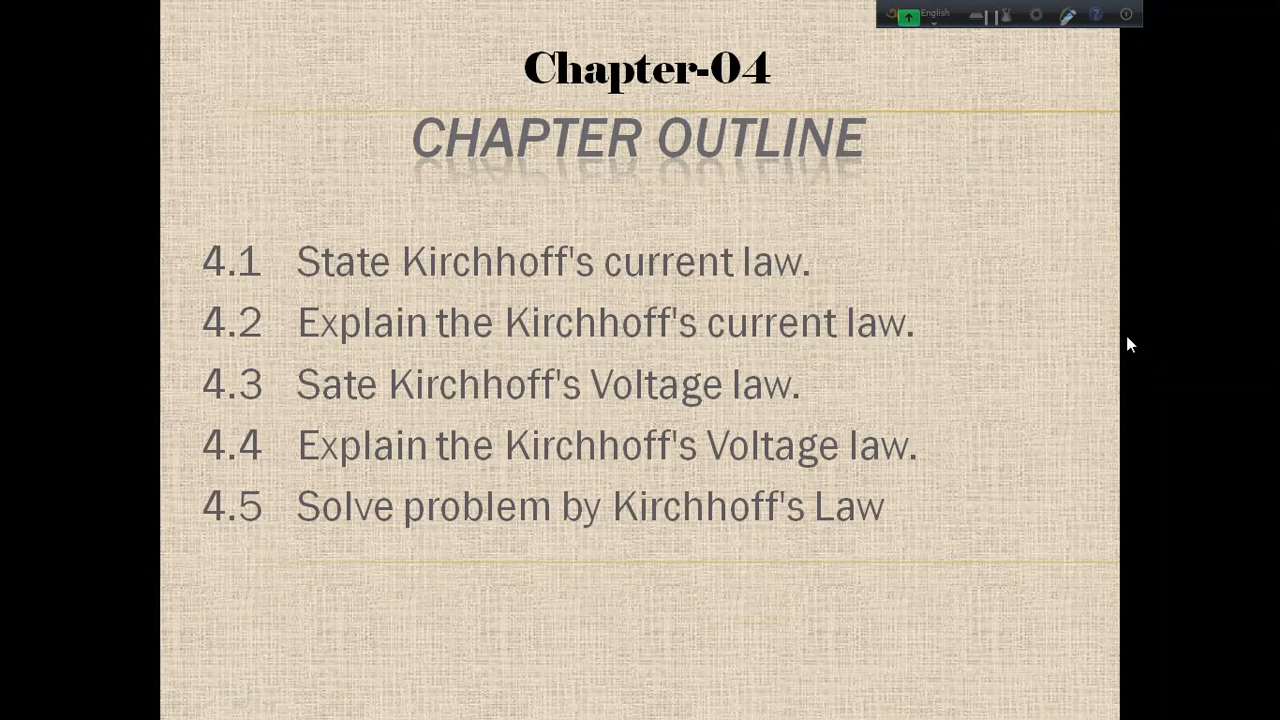 English
Chapter-04
CHAPTER OUTLINE
4.1 State Kirchhoff's current law.
4.2 Explain the Kirchhoff's current law.
4.3 Sate Kirchhoff's Voltage law.
4.4 Explain the Kirchhoff's Voltage law.
4.5 Solve problem by Kirchhoff's Law